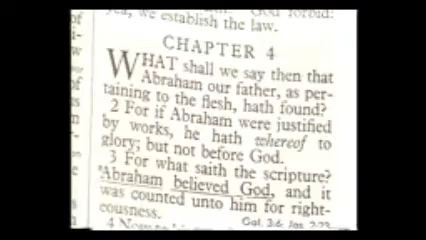 yea, we establish the law.
CHAPTER 4
WHAT shall we say then that
Abraham our father, as per-
taining to the flesh, hath found?
2 For if Abraham were justified
by works, he hath whereof to
glory; but not before God.
3 For what saith the scripture?
Abraham believed God, and it
was counted unto him for right-
eousness.
Gal. 3:6; Jas. 2:23